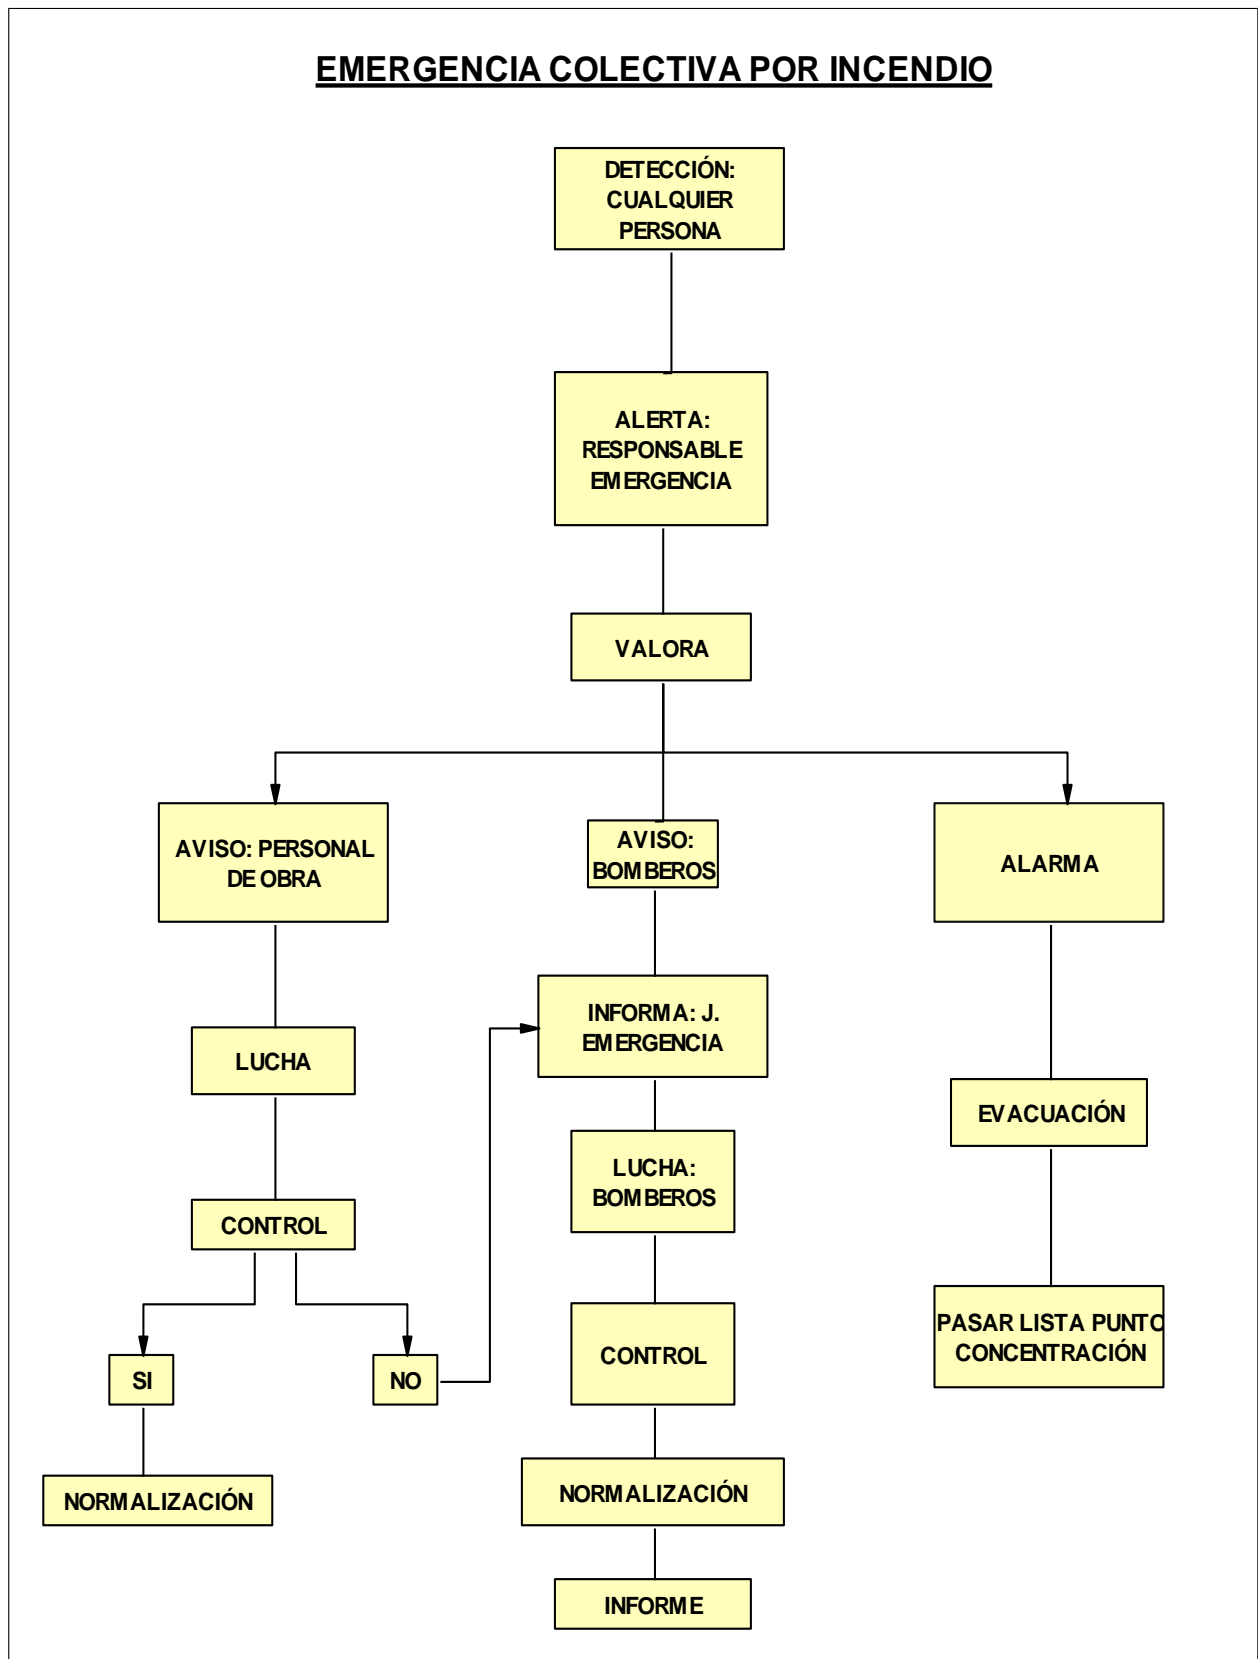 EMERGENCIA COLECTIVA POR INCENDIO
DETECCIÓN:
CUALQUIER
PERSONA
ALERTA:
RESPONSABLE
EMERGENCIA
VALORA
AVISO: PERSONAL
DE OBRA
LUCHA
CONTROL
SI
NO
NORMALIZACIÓN
AVISO:
BOMBEROS
INFORMA: J.
EMERGENCIA
LUCHA:
BOMBEROS
CONTROL
NORMALIZACIÓN
INFORME
ALARMA
EVACUACIÓN
PASAR LISTA PUNTO
CONCENTRACIÓN